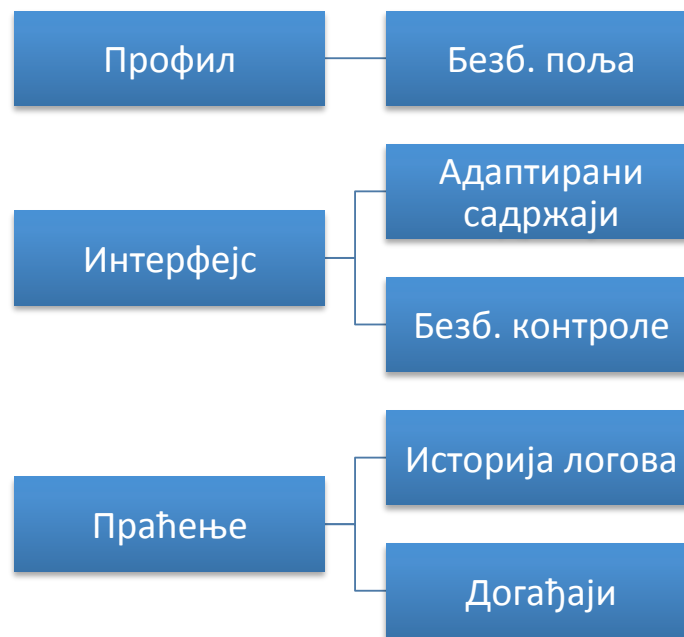 Профил
Безб. поља
Адаптирани
садржаји
Интерфејс
Безб. контроле
Историја логова
Праћење
Догађаји